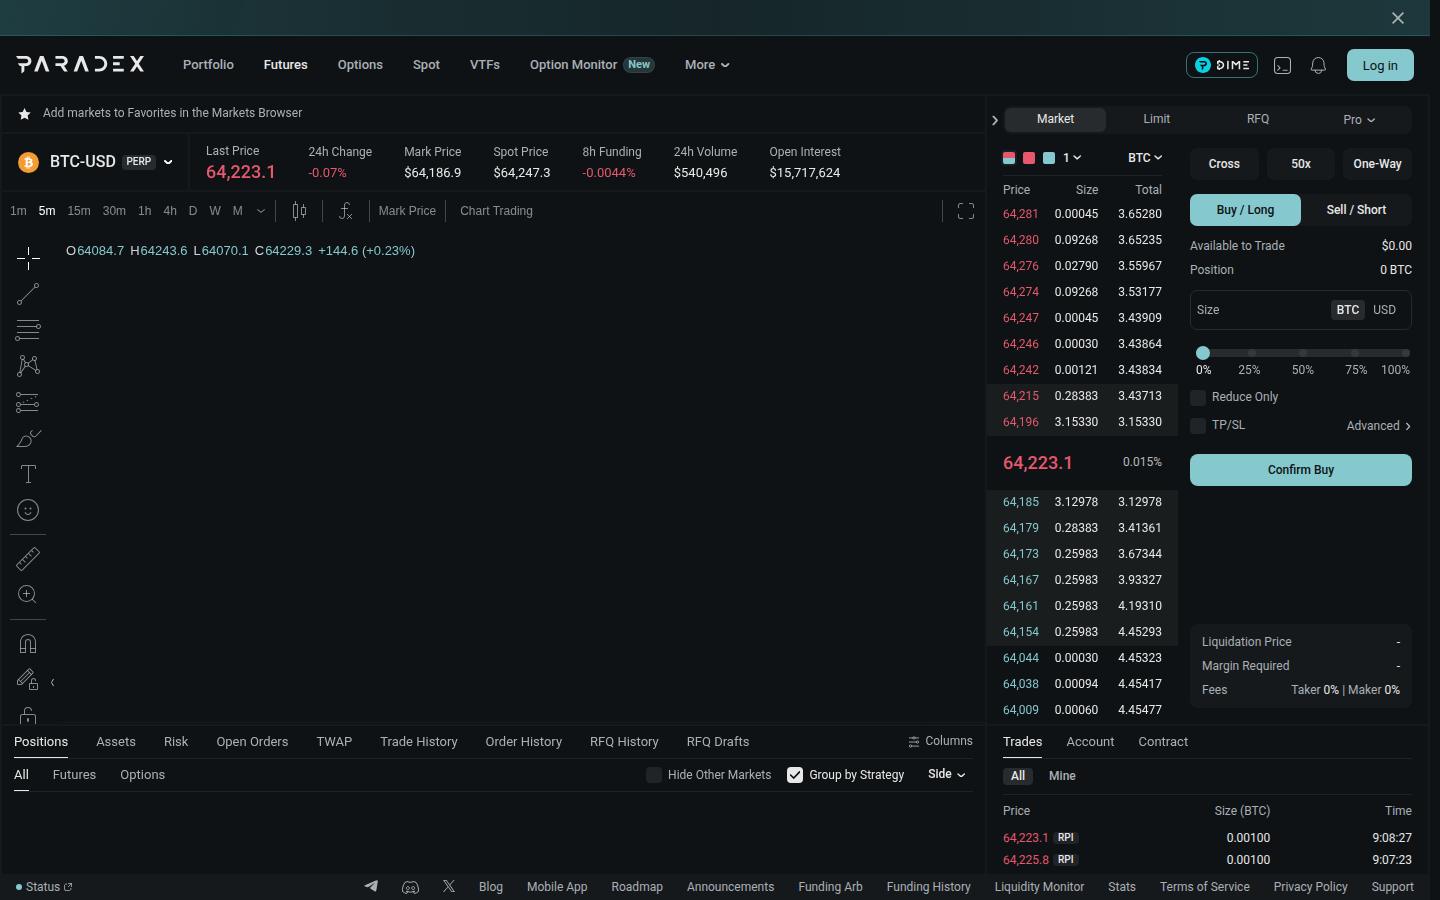 PARADEX Portfolio Futures Options Spot VTFs Option Monitor New More DIME Log in
Add markets to Favorites in the Markets Browser
BTC-USD PERP
Last Price 24h Change Mark Price Spot Price 8h Funding 24h Volume Open Interest
64,223.1 -0.07% $64,186.9 $64,247.3 -0.0044% $540,496 $15,717,624
1m 5m 15m 30m 1h 4h D W M Mark Price Chart Trading
O64084.7 H64243.6 L64070.1 C64229.3 +144.6 (+0.23%)
Market Limit RFQ Pro
1 BTC
Price Size Total
64,281 0.00045 3.65280
64,280 0.09268 3.65235
64,276 0.02790 3.55967
64,274 0.09268 3.53177
64,247 0.00045 3.43909
64,246 0.00030 3.43864
64,242 0.00121 3.43834
64,215 0.28383 3.43713
64,196 3.15330 3.15330
64,223.1 0.015%
64,185 3.12978 3.12978
64,179 0.28383 3.41361
64,173 0.25983 3.67344
64,167 0.25983 3.93327
64,161 0.25983 4.19310
64,154 0.25983 4.45293
64,044 0.00030 4.45323
64,038 0.00094 4.45417
64,009 0.00060 4.45477
Cross 50x One-Way
Buy / Long Sell / Short
Available to Trade $0.00
Position 0 BTC
Size BTC USD
0% 25% 50% 75% 100%
Reduce Only
TP/SL Advanced
Confirm Buy
Liquidation Price -
Margin Required -
Fees Taker 0% | Maker 0%
Positions Assets Risk Open Orders TWAP Trade History Order History RFQ History RFQ Drafts Columns
All Futures Options Hide Other Markets Group by Strategy Side
Trades Account Contract
All Mine
Price Size (BTC) Time
64,223.1 RPI 0.00100 9:08:27
64,225.8 RPI 0.00100 9:07:23
Status Blog Mobile App Roadmap Announcements Funding Arb Funding History Liquidity Monitor Stats Terms of Service Privacy Policy Support